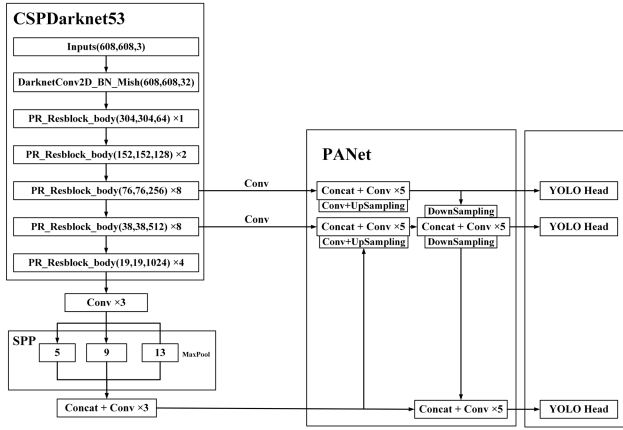 CSPDarknet53
Inputs(608,608,3)
DarknetConv2D_BN_Mish(608,608,32)
PR_Resblock_body(304,304,64) ×1
PR_Resblock_body(152,152,128) ×2
PR_Resblock_body(76,76,256) ×8
PR_Resblock_body(38,38,512) ×8
PR_Resblock_body(19,19,1024) ×4
Conv ×3
SPP
5
9
13
MaxPool
Concat + Conv ×3
Conv
Conv
PANet
Concat + Conv ×5
Conv+UpSampling
Concat + Conv ×5
Conv+UpSampling
DownSampling
Concat + Conv ×5
DownSampling
Concat + Conv ×5
YOLO Head
YOLO Head
YOLO Head